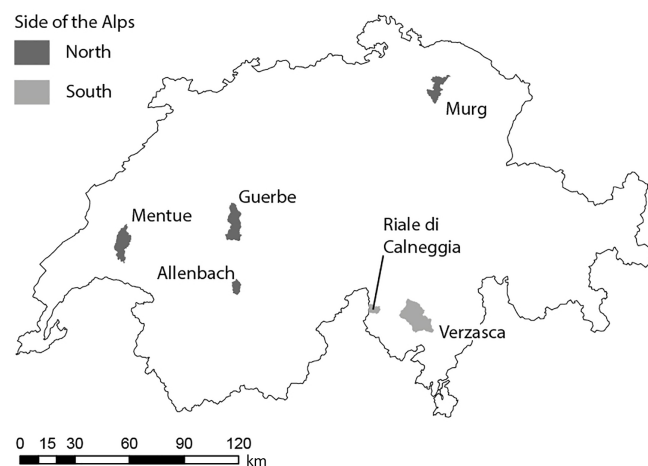 Side of the Alps
North
South
Murg
Guerbe
Mentue
Riale di
Calneggia
Allenbach
Verzasca
0 15 30 60 90 120
km